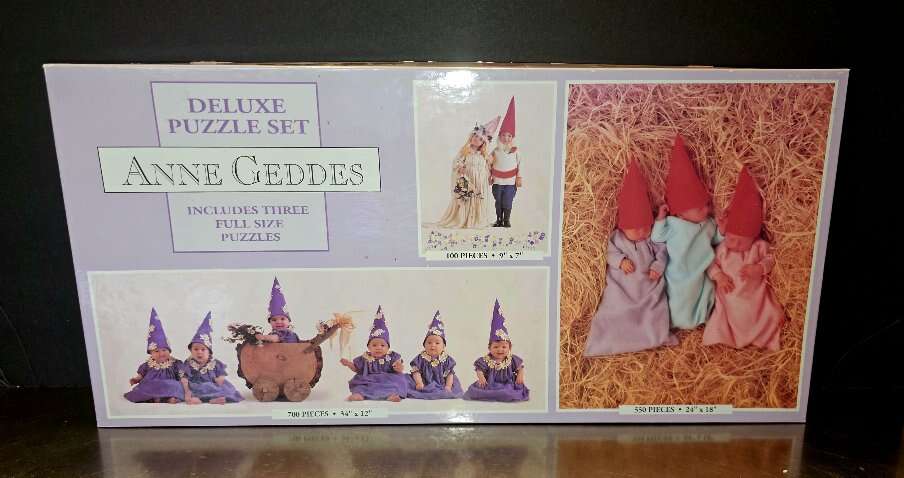 DELUXE
PUZZLE SET
ANNE GEDDES
INCLUDES THREE
FULL SIZE
PUZZLES
100 PIECES • 9" x 7"
700 PIECES • 34" x 12"
550 PIECES • 24" x 18"